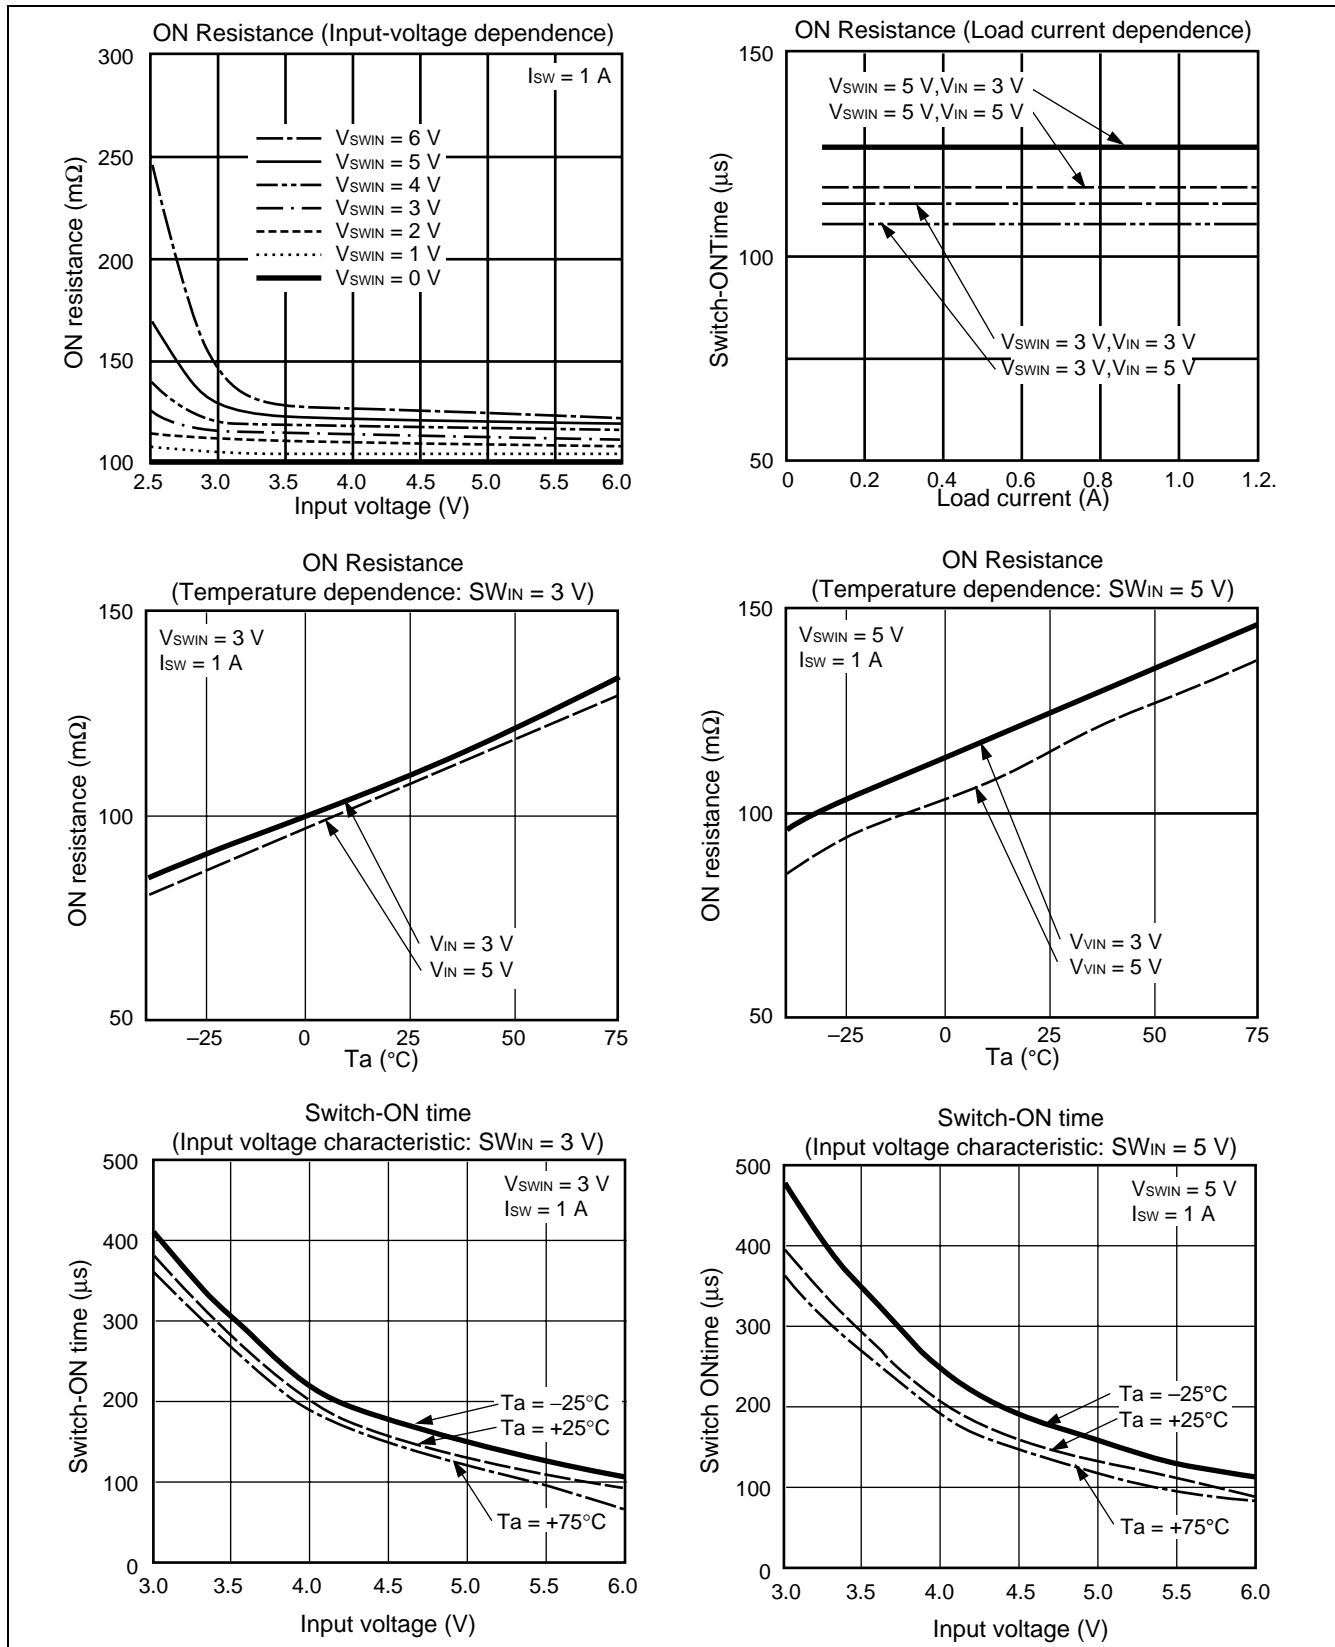 ON Resistance (Input-voltage dependence)
300
250
200
150
100
ON resistance (mΩ)
ISW = 1 A
VSWIN = 6 V
VSWIN = 5 V
VSWIN = 4 V
VSWIN = 3 V
VSWIN = 2 V
VSWIN = 1 V
VSWIN = 0 V
2.5 3.0 3.5 4.0 4.5 5.0 5.5 6.0
Input voltage (V)
ON Resistance (Load current dependence)
150
100
50
Switch-ONTime (μs)
VSWIN = 5 V,VIN = 3 V
VSWIN = 5 V,VIN = 5 V
VSWIN = 3 V,VIN = 3 V
VSWIN = 3 V,VIN = 5 V
0 0.2 0.4 0.6 0.8 1.0 1.2.
Load current (A)
ON Resistance
(Temperature dependence: SWIN = 3 V)
150
100
50
ON resistance (mΩ)
VSWIN = 3 V
ISW = 1 A
VIN = 3 V
VIN = 5 V
–25 0 25 50 75
Ta (°C)
ON Resistance
(Temperature dependence: SWIN = 5 V)
150
100
50
ON resistance (mΩ)
VSWIN = 5 V
ISW = 1 A
VVIN = 3 V
VVIN = 5 V
–25 0 25 50 75
Ta (°C)
Switch-ON time
(Input voltage characteristic: SWIN = 3 V)
500
400
300
200
100
0
Switch-ON time (μs)
VSWIN = 3 V
ISW = 1 A
Ta = –25°C
Ta = +25°C
Ta = +75°C
3.0 3.5 4.0 4.5 5.0 5.5 6.0
Input voltage (V)
Switch-ON time
(Input voltage characteristic: SWIN = 5 V)
500
400
300
200
100
0
Switch ONtime (μs)
VSWIN = 5 V
ISW = 1 A
Ta = –25°C
Ta = +25°C
Ta = +75°C
3.0 3.5 4.0 4.5 5.0 5.5 6.0
Input voltage (V)